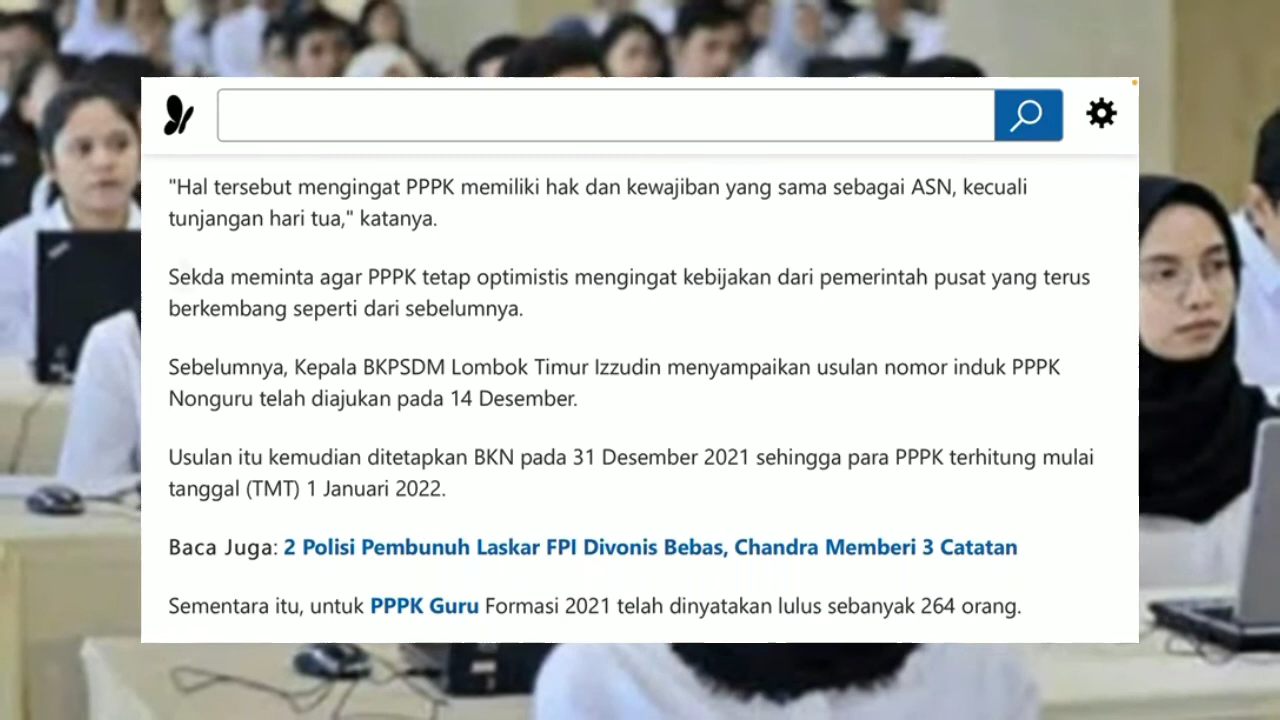 "Hal tersebut mengingat PPPK memiliki hak dan kewajiban yang sama sebagai ASN, kecuali
tunjangan hari tua," katanya.
Sekda meminta agar PPPK tetap optimistis mengingat kebijakan dari pemerintah pusat yang terus
berkembang seperti dari sebelumnya.
Sebelumnya, Kepala BKPSDM Lombok Timur Izzudin menyampaikan usulan nomor induk PPPK
Nonguru telah diajukan pada 14 Desember.
Usulan itu kemudian ditetapkan BKN pada 31 Desember 2021 sehingga para PPPK terhitung mulai
tanggal (TMT) 1 Januari 2022.
Baca Juga: 2 Polisi Pembunuh Laskar FPI Divonis Bebas, Chandra Memberi 3 Catatan
Sementara itu, untuk PPPK Guru Formasi 2021 telah dinyatakan lulus sebanyak 264 orang.